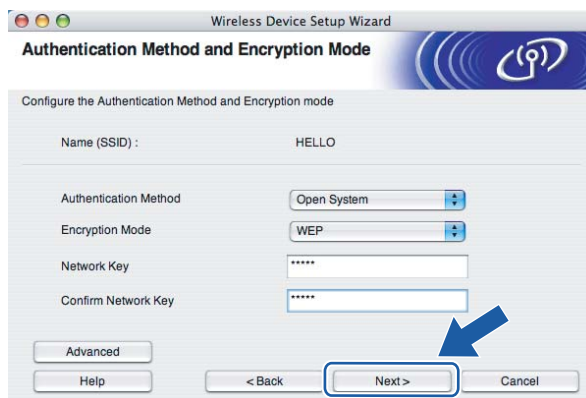 Wireless Device Setup Wizard
Authentication Method and Encryption Mode
Configure the Authentication Method and Encryption mode
Name (SSID) : HELLO
Authentication Method Open System
Encryption Mode WEP
Network Key *****
Confirm Network Key *****
Advanced
Help < Back Next > Cancel